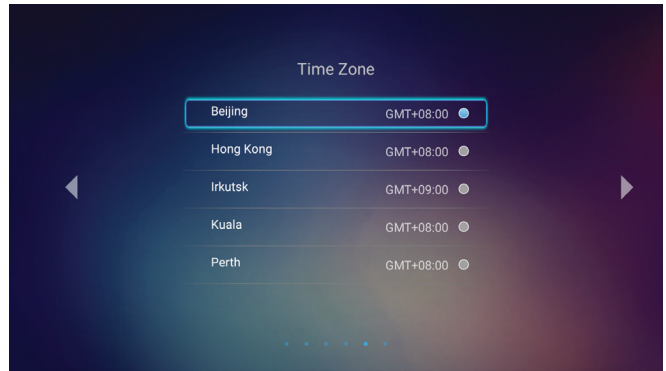 Time Zone
Beijing GMT+08:00
Hong Kong GMT+08:00
Irkutsk GMT+09:00
Kuala GMT+08:00
Perth GMT+08:00